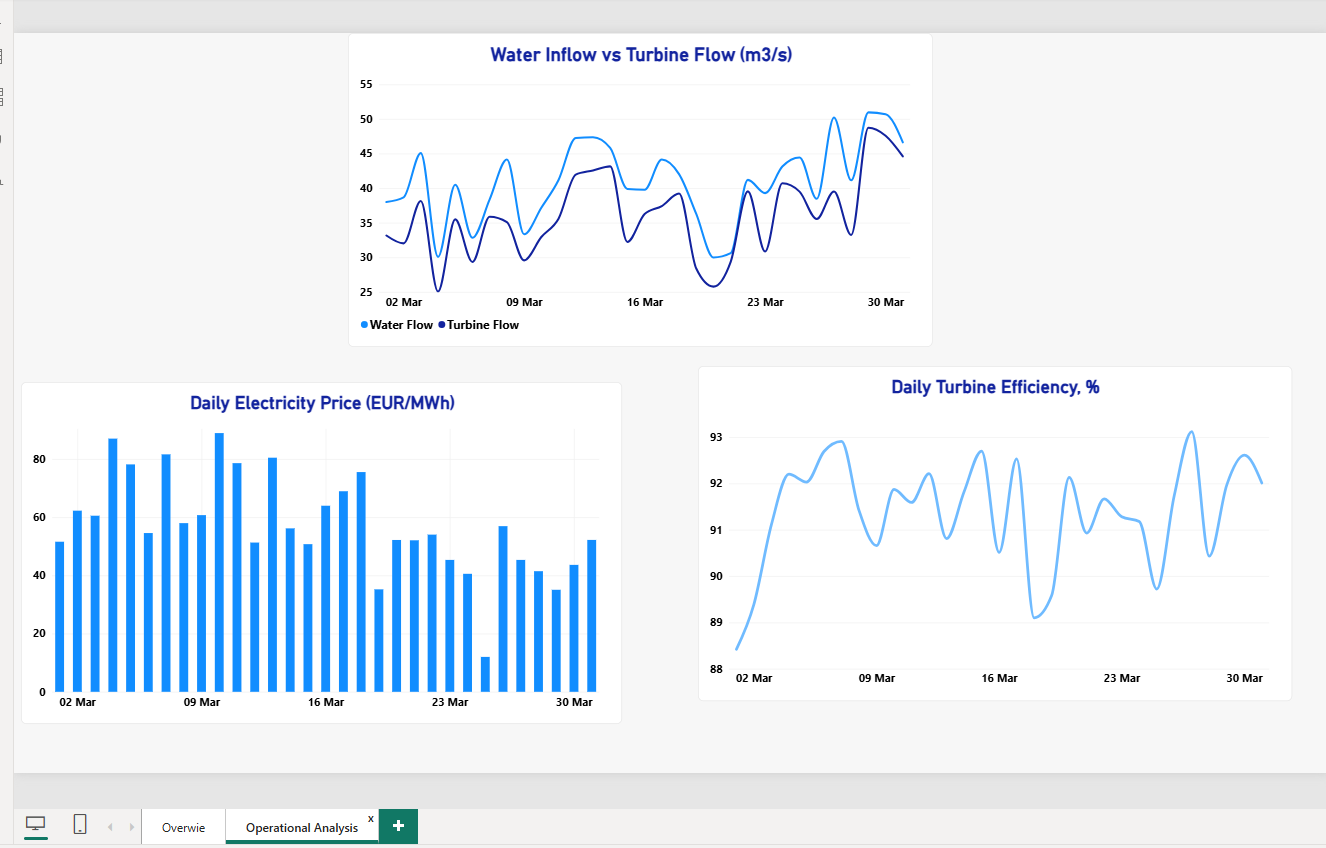 Water Inflow vs Turbine Flow (m3/s)
55
50
45
40
35
30
25
02 Mar 09 Mar 16 Mar 23 Mar 30 Mar
Water Flow Turbine Flow
Daily Electricity Price (EUR/MWh)
80
60
40
20
0
02 Mar 09 Mar 16 Mar 23 Mar 30 Mar
Daily Turbine Efficiency, %
93
92
91
90
89
88
02 Mar 09 Mar 16 Mar 23 Mar 30 Mar
Overwie
Operational Analysis x
+